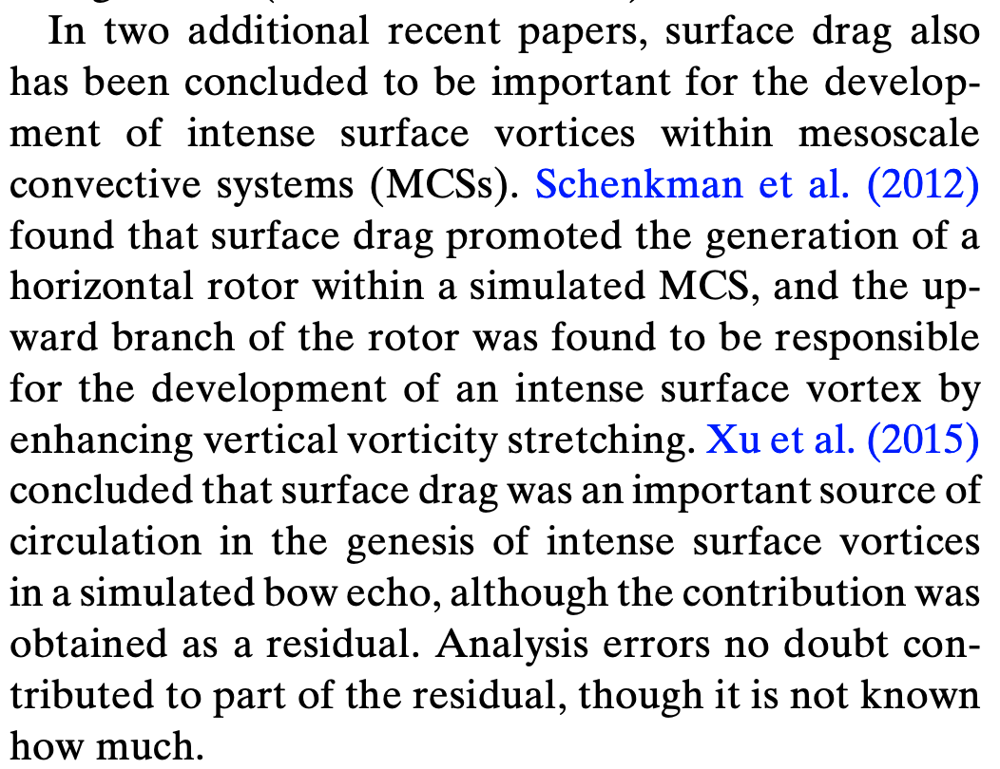 In two additional recent papers, surface drag also
has been concluded to be important for the develop-
ment of intense surface vortices within mesoscale
convective systems (MCSs). Schenkman et al. (2012)
found that surface drag promoted the generation of a
horizontal rotor within a simulated MCS, and the up-
ward branch of the rotor was found to be responsible
for the development of an intense surface vortex by
enhancing vertical vorticity stretching. Xu et al. (2015)
concluded that surface drag was an important source of
circulation in the genesis of intense surface vortices
in a simulated bow echo, although the contribution was
obtained as a residual. Analysis errors no doubt con-
tributed to part of the residual, though it is not known
how much.